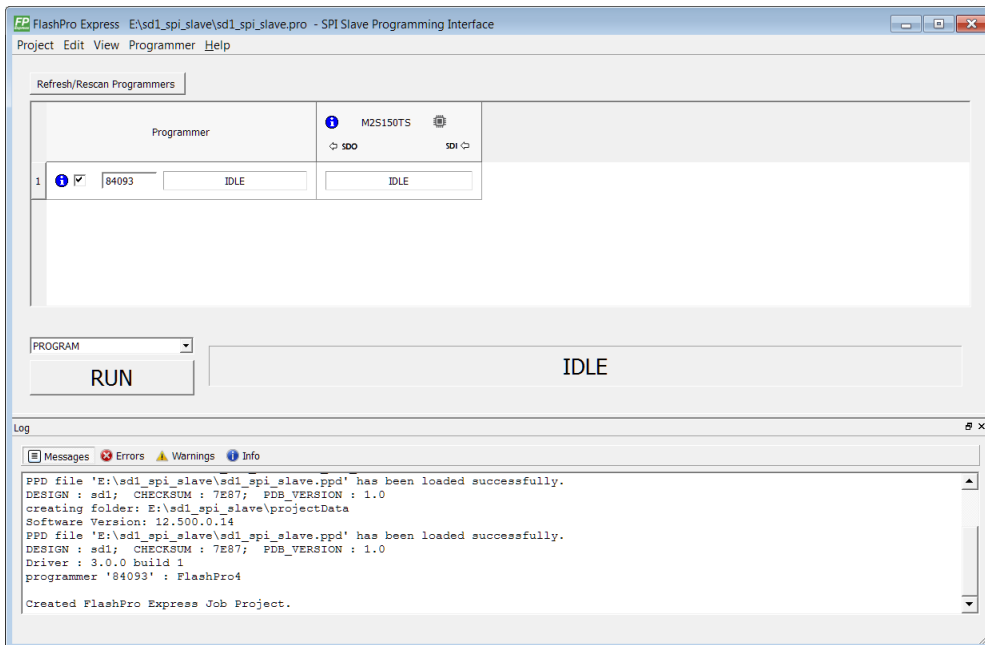 FP FlashPro Express E:\sd1_spi_slave\sd1_spi_slave.pro - SPI Slave Programming Interface
Project Edit View Programmer Help
Refresh/Rescan Programmers
Programmer
M2S150TS
SDO SDI
1 84093 IDLE IDLE
PROGRAM
RUN
IDLE
Log
Messages Errors Warnings Info
PPD file 'E:\sd1_spi_slave\sd1_spi_slave.ppd' has been loaded successfully.
DESIGN : sd1; CHECKSUM : 7E87; PDB_VERSION : 1.0
creating folder: E:\sd1_spi_slave\projectData
Software Version: 12.500.0.14
PPD file 'E:\sd1_spi_slave\sd1_spi_slave.ppd' has been loaded successfully.
DESIGN : sd1; CHECKSUM : 7E87; PDB_VERSION : 1.0
Driver : 3.0.0 build 1
programmer '84093' : FlashPro4
Created FlashPro Express Job Project.